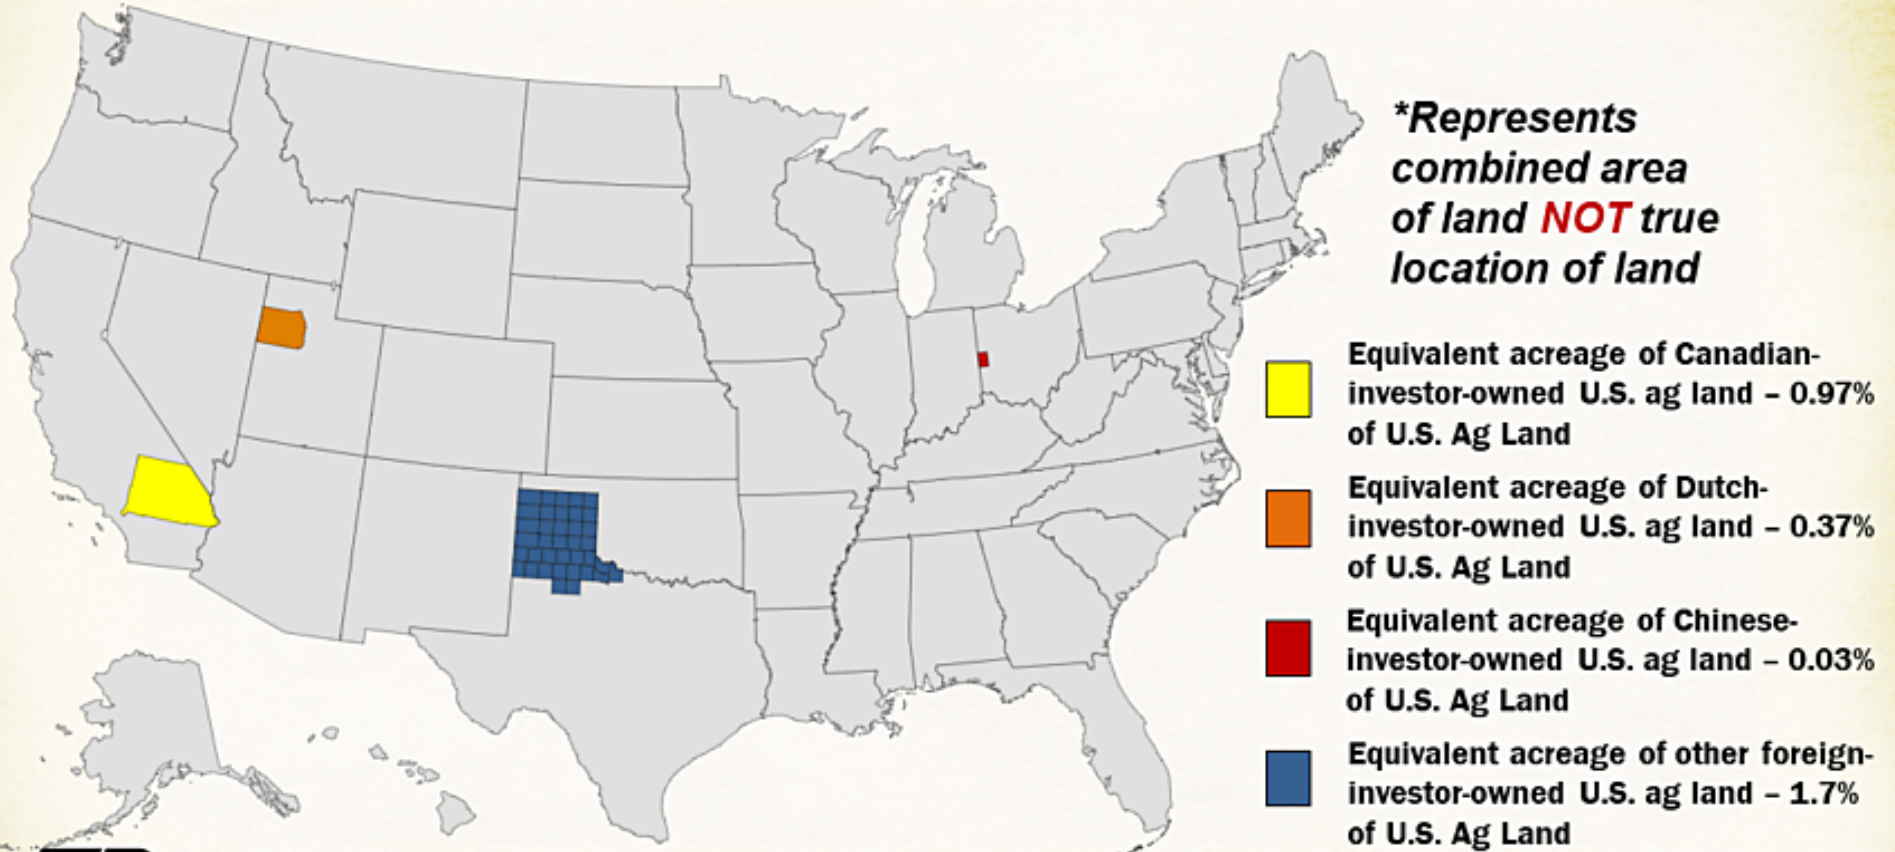 *Represents
combined area
of land NOT true
location of land
Equivalent acreage of Canadian-
investor-owned U.S. ag land – 0.97%
of U.S. Ag Land
Equivalent acreage of Dutch-
investor-owned U.S. ag land – 0.37%
of U.S. Ag Land
Equivalent acreage of Chinese-
investor-owned U.S. ag land – 0.03%
of U.S. Ag Land
Equivalent acreage of other foreign-
investor-owned U.S. ag land – 1.7%
of U.S. Ag Land